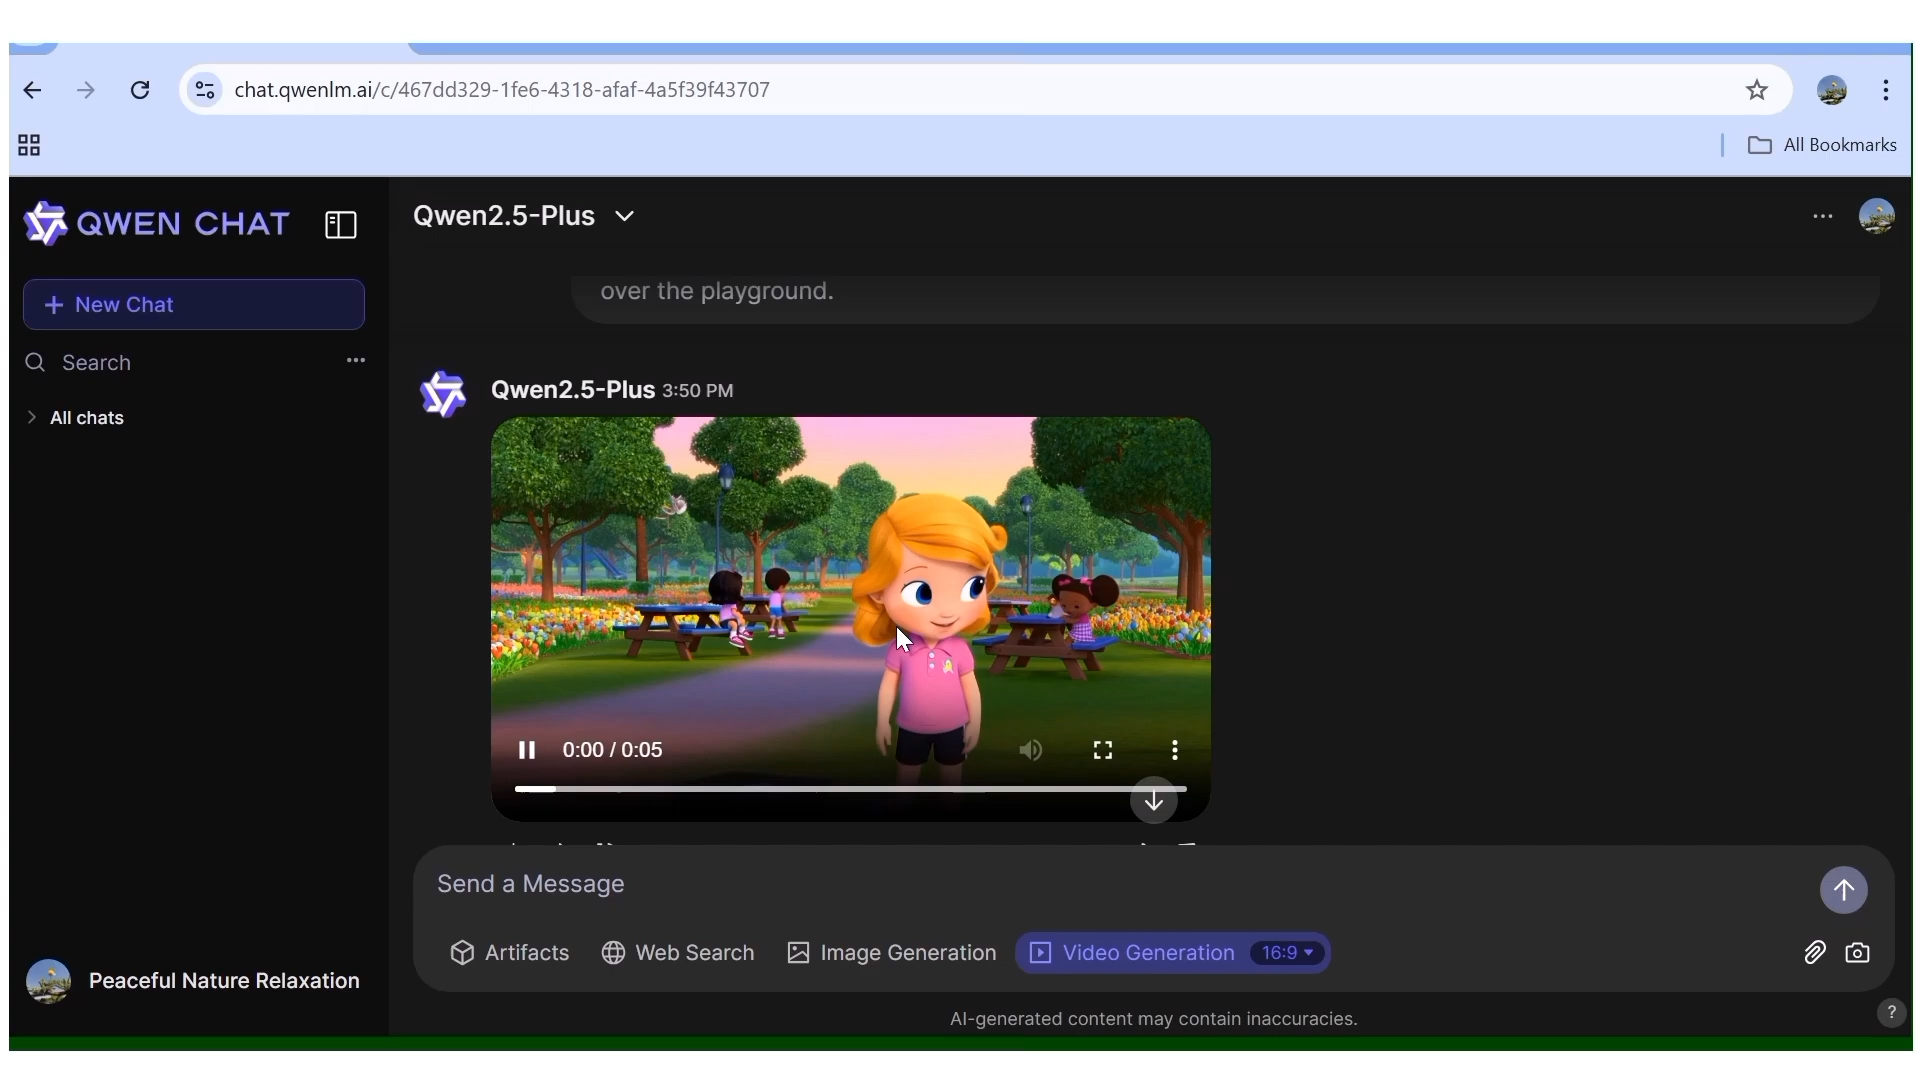 chat.qwenlm.ai/c/467dd329-1fe6-4318-afaf-4a5f39f43707
All Bookmarks
QWEN CHAT
Qwen2.5-Plus
New Chat
over the playground.
Search
Qwen2.5-Plus 3:50 PM
All chats
0:00 / 0:05
Send a Message
Artifacts
Web Search
Image Generation
Video Generation
16:9
Peaceful Nature Relaxation
AI-generated content may contain inaccuracies.
?